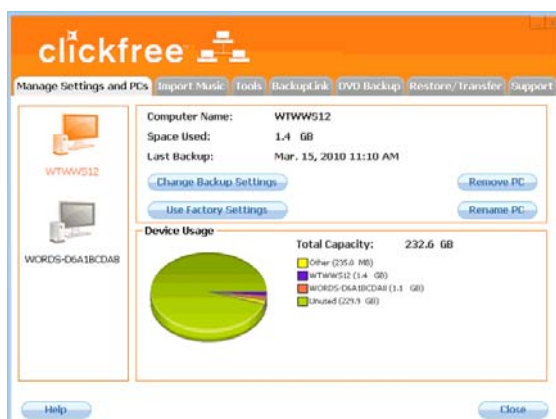 clickfree
Manage Settings and PCs Import Music Tools BackupLink DVD Backup Restore/Transfer Support
WTWWS12
WORDS-D6A1BCDA8
Computer Name: WTWWS12
Space Used: 1.4 GB
Last Backup: Mar. 15, 2010 11:10 AM
Change Backup Settings Remove PC
Use Factory Settings Rename PC
Device Usage
Total Capacity: 232.6 GB
Other (235.0 MB)
WTWWS12 (1.4 GB)
WORDS-D6A1BCDA8 (1.1 GB)
Unused (229.9 GB)
Help Close